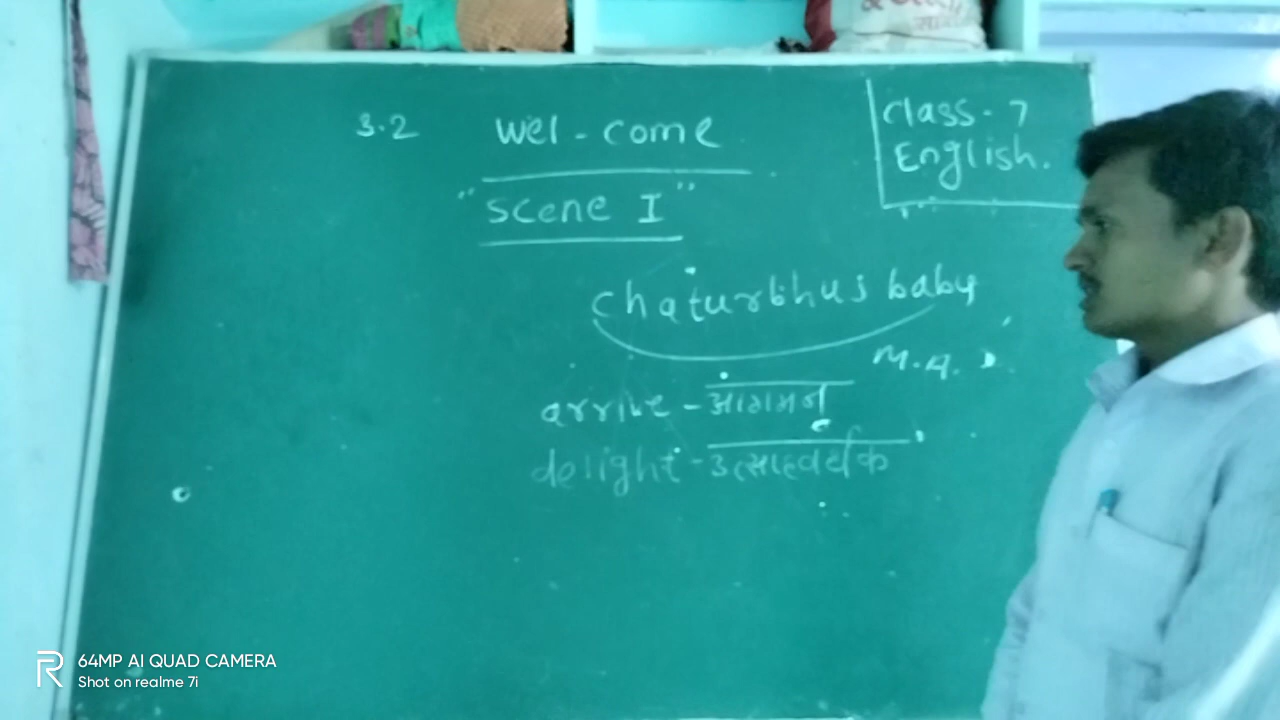 3.2 Wel-come
Class-7
English.
"Scene I"
Chaturbhus baby
M.A.
arrive - आगमन
delight - उत्साहवर्धक
64MP AI QUAD CAMERA
Shot on realme 7i